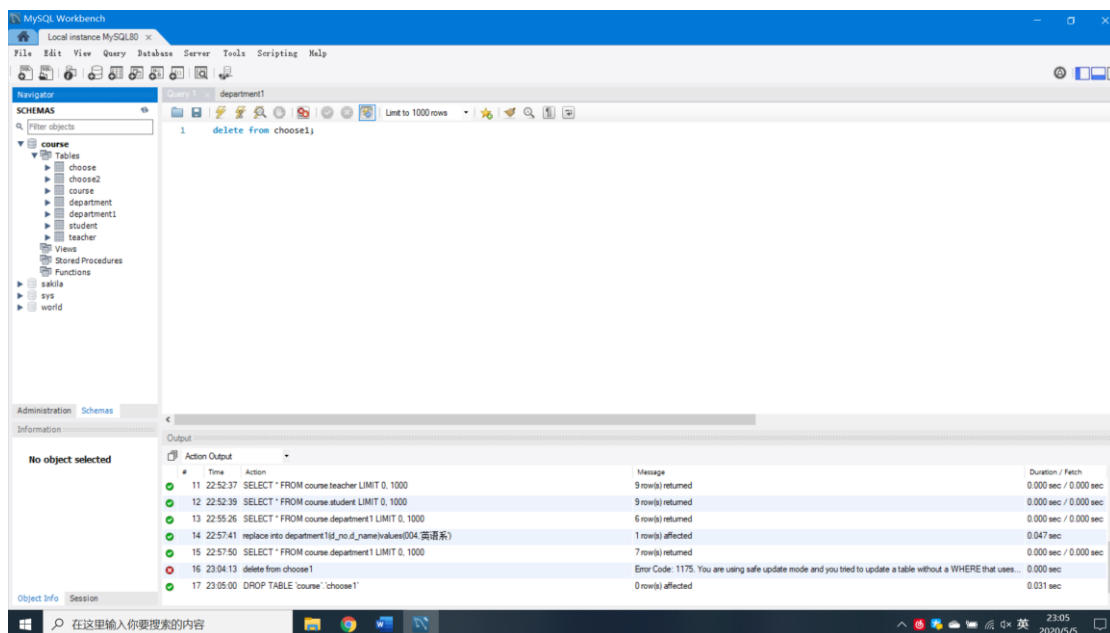 MySQL Workbench
Local instance MySQL80 ×
File Edit View Query Database Server Tools Scripting Help
Navigator
SCHEMAS
Filter objects
course
Tables
choose
choose2
course
department
department1
student
teacher
Views
Stored Procedures
Functions
sakila
sys
world
Administration Schemas
Information
No object selected
Object Info Session
Query 1 × department1
Limit to 1000 rows
1 delete from choose1;
Output
Action Output
# Time Action Message Duration / Fetch
11 22:52:37 SELECT * FROM course.teacher LIMIT 0, 1000 9 row(s) returned 0.000 sec / 0.000 sec
12 22:52:39 SELECT * FROM course.student LIMIT 0, 1000 9 row(s) returned 0.000 sec / 0.000 sec
13 22:55:26 SELECT * FROM course.department1 LIMIT 0, 1000 6 row(s) returned 0.000 sec / 0.000 sec
14 22:57:41 replace into department1(d_no,d_name)values(004,'英语系') 1 row(s) affected 0.047 sec
15 22:57:50 SELECT * FROM course.department1 LIMIT 0, 1000 7 row(s) returned 0.000 sec / 0.000 sec
16 23:04:13 delete from choose1 Error Code: 1175. You are using safe update mode and you tried to update a table without a WHERE that uses... 0.000 sec
17 23:05:00 DROP TABLE `course`.`choose1` 0 row(s) affected 0.031 sec
在这里输入你要搜索的内容
英
23:05
2020/5/5